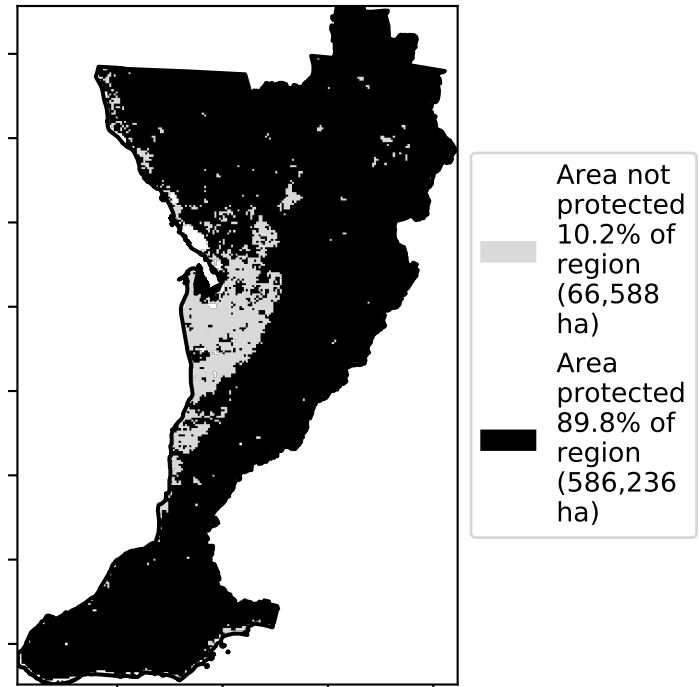 Area not
protected
10.2% of
region
(66,588
ha)
Area
protected
89.8% of
region
(586,236
ha)